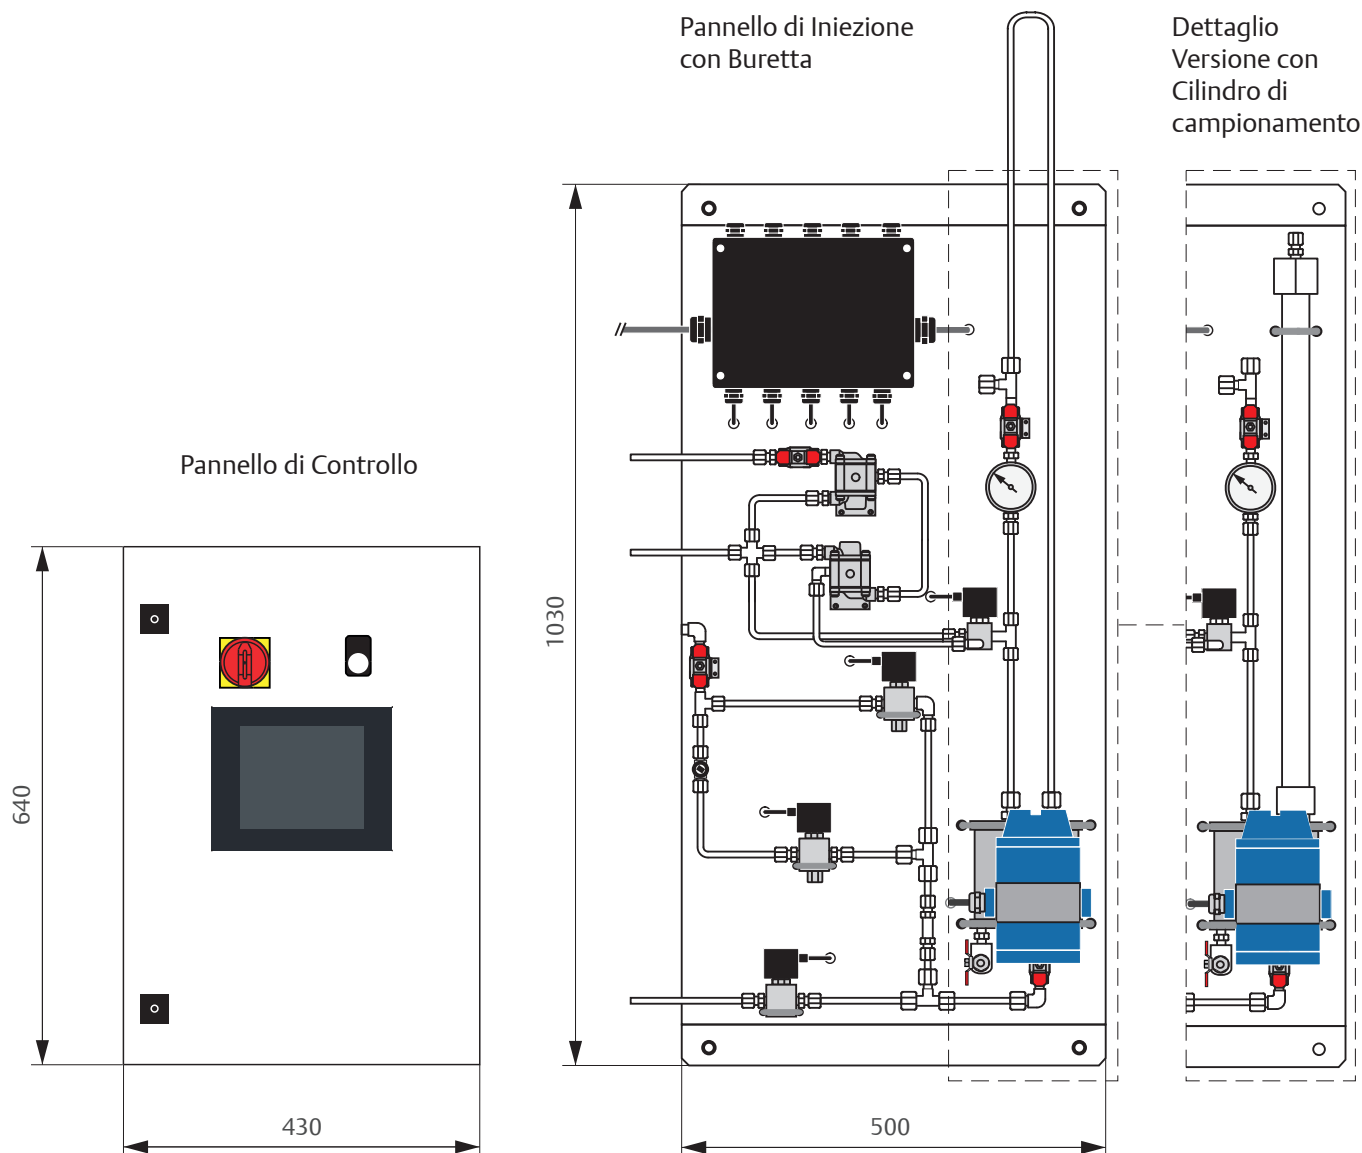 Pannello di Iniezione
con Buretta
Dettaglio
Versione con
Cilindro di
campionamento
Pannello di Controllo
640
430
1030
500